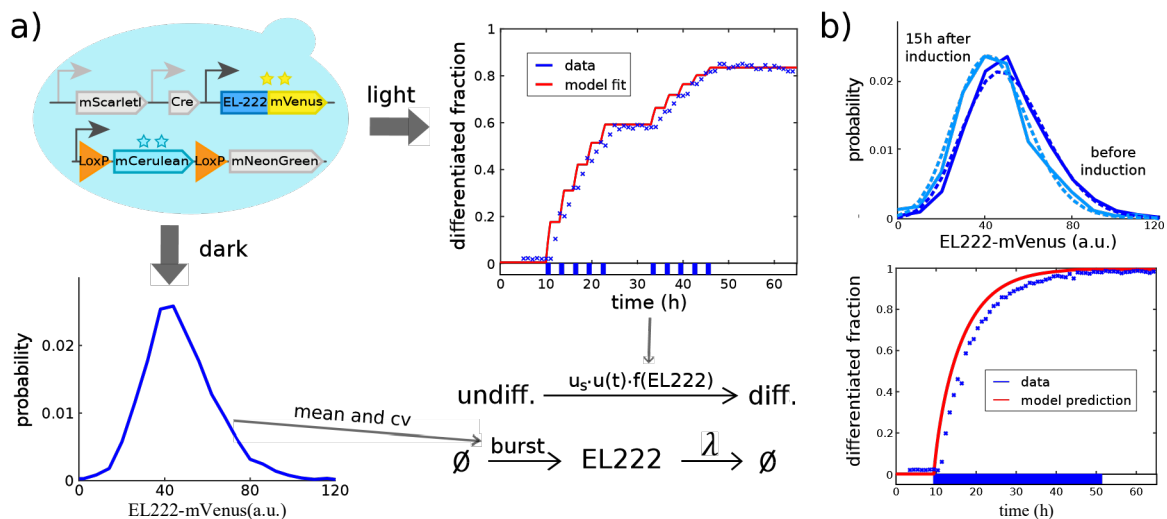 a)
mScarletI
Cre
EL-222
mVenus
LoxP
mCerulean
LoxP
mNeonGreen
light
dark
differentiated fraction
1
0.8
0.6
0.4
0.2
0
data
model fit
0 10 20 30 40 50 60
time (h)
probability
0.02
0.01
0
0 40 80 120
EL222-mVenus(a.u.)
mean and cv
undiff.
uₛ·u(t)·f(EL222)
diff.
∅
burst
EL222
λ
∅
b)
15h after
induction
before
induction
probability
0.02
0.01
0
0 40 80 120
EL222-mVenus (a.u.)
differentiated fraction
1
0.8
0.6
0.4
0.2
0
data
model prediction
0 10 20 30 40 50 60
time (h)